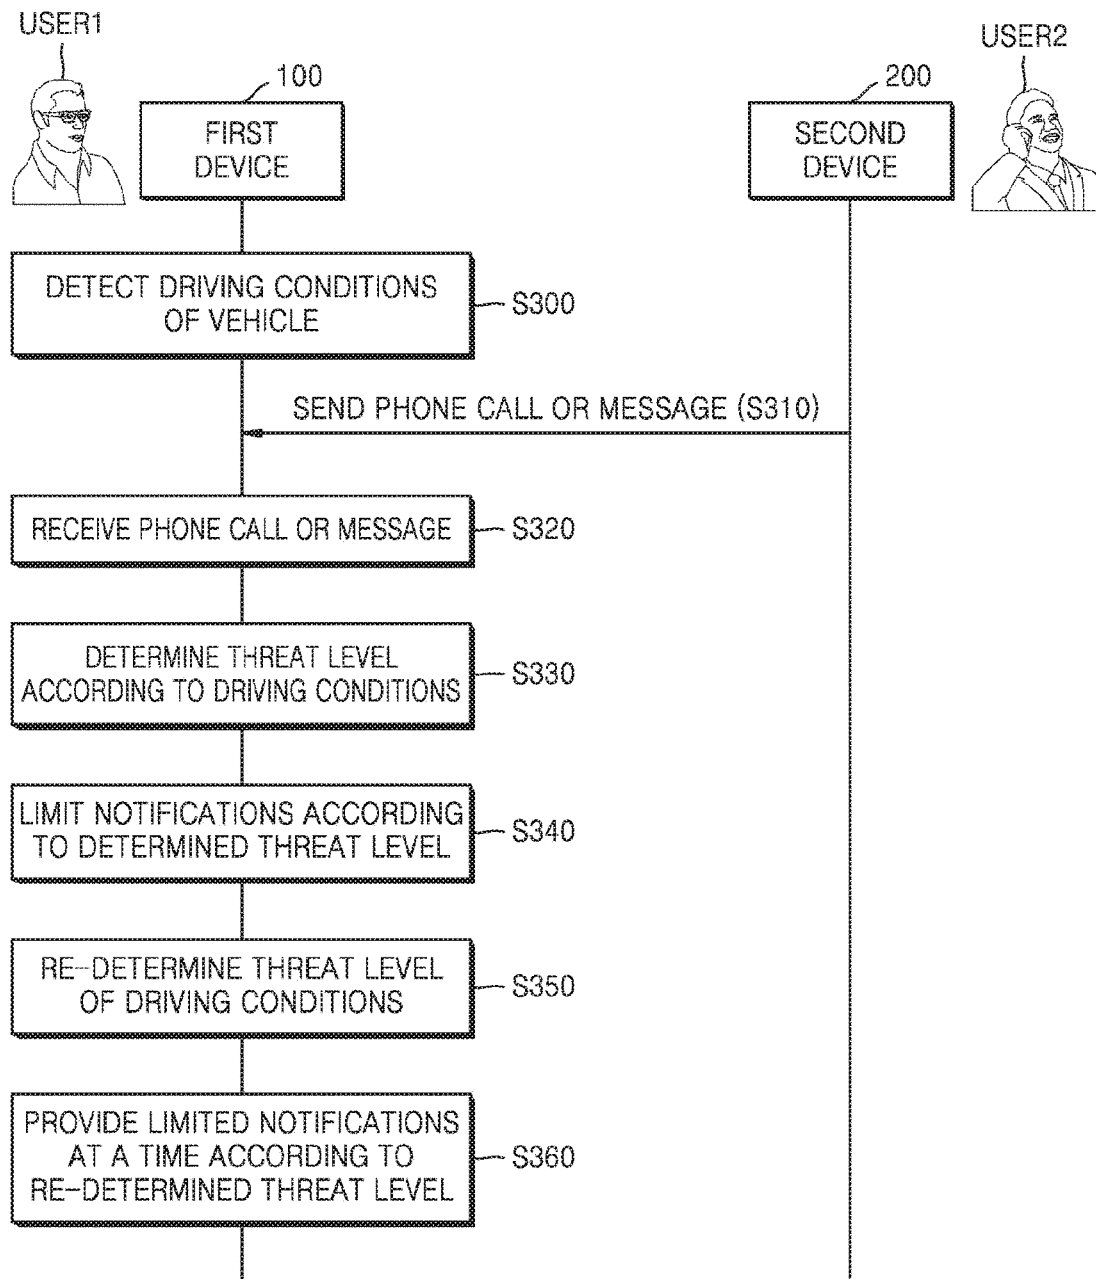 USER1
100
FIRST
DEVICE
200
SECOND
DEVICE
USER2
DETECT DRIVING CONDITIONS
OF VEHICLE
S300
SEND PHONE CALL OR MESSAGE (S310)
RECEIVE PHONE CALL OR MESSAGE
S320
DETERMINE THREAT LEVEL
ACCORDING TO DRIVING CONDITIONS
S330
LIMIT NOTIFICATIONS ACCORDING
TO DETERMINED THREAT LEVEL
S340
RE-DETERMINE THREAT LEVEL
OF DRIVING CONDITIONS
S350
PROVIDE LIMITED NOTIFICATIONS
AT A TIME ACCORDING TO
RE-DETERMINED THREAT LEVEL
S360